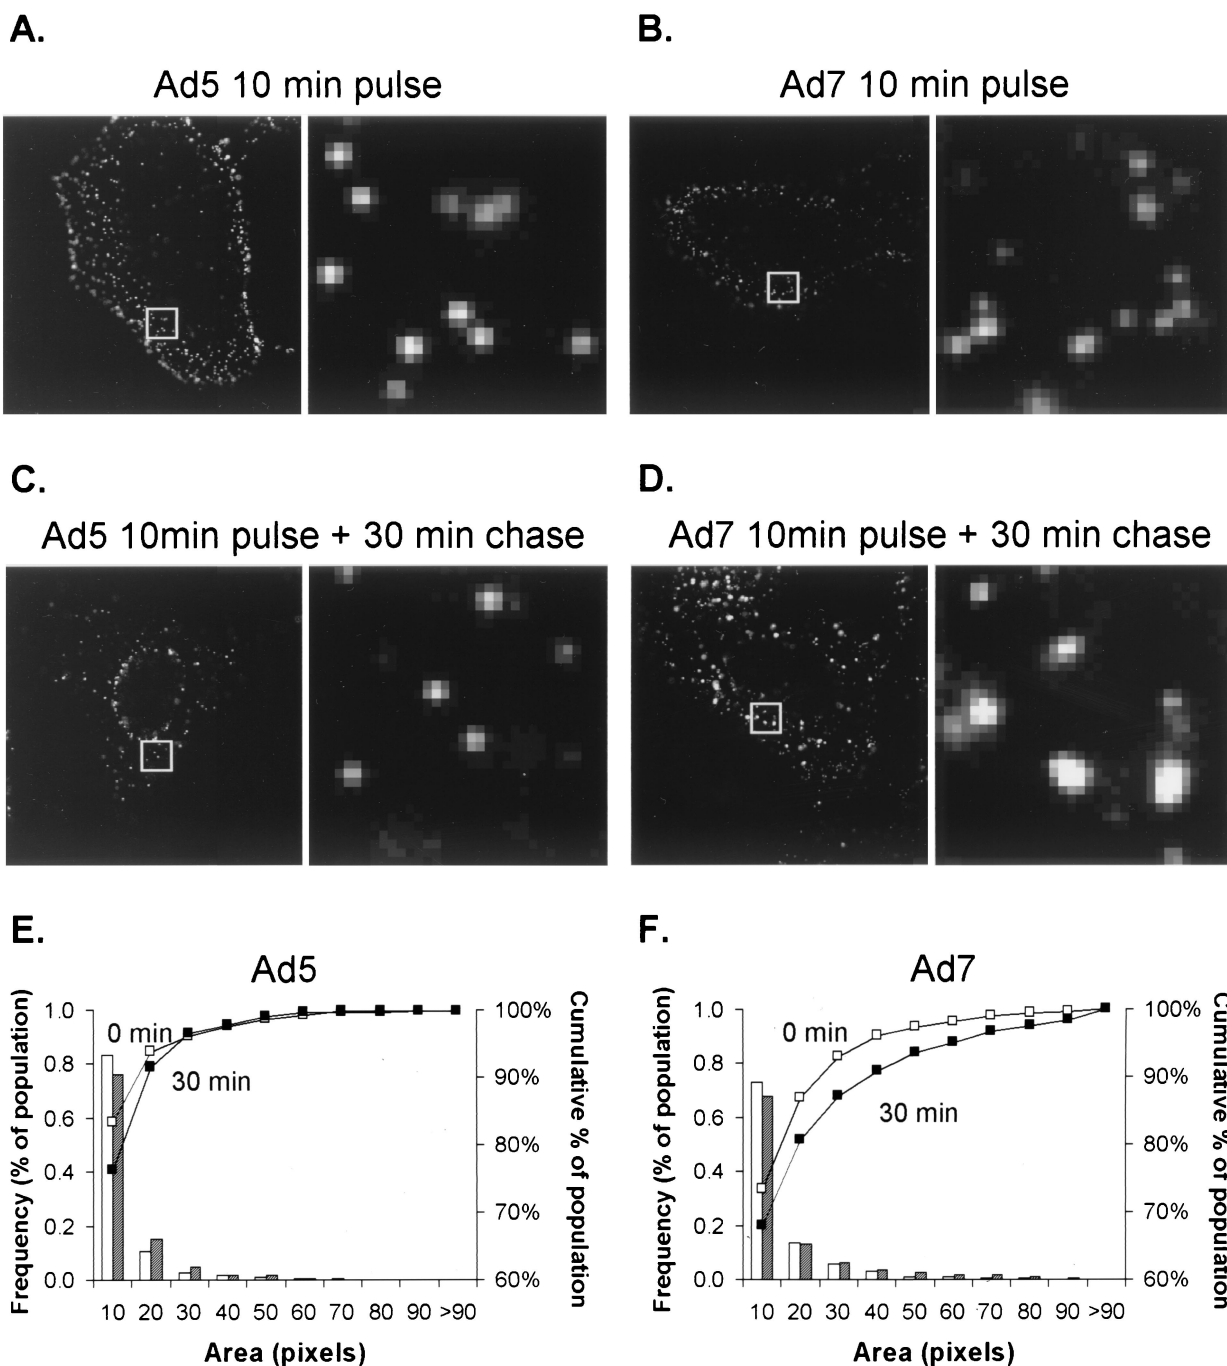 A.
Ad5 10 min pulse
B.
Ad7 10 min pulse
C.
Ad5 10min pulse + 30 min chase
D.
Ad7 10min pulse + 30 min chase
E.
Ad5
Frequency (% of population)
1.0
0.8
0.6
0.4
0.2
0.0
0 min
30 min
100%
90%
80%
70%
60%
Cumulative % of population
10 20 30 40 50 60 70 80 90 >90
Area (pixels)
F.
Ad7
Frequency (% of population)
1.0
0.8
0.6
0.4
0.2
0.0
0 min
30 min
100%
90%
80%
70%
60%
Cumulative % of population
10 20 30 40 50 60 70 80 90 >90
Area (pixels)